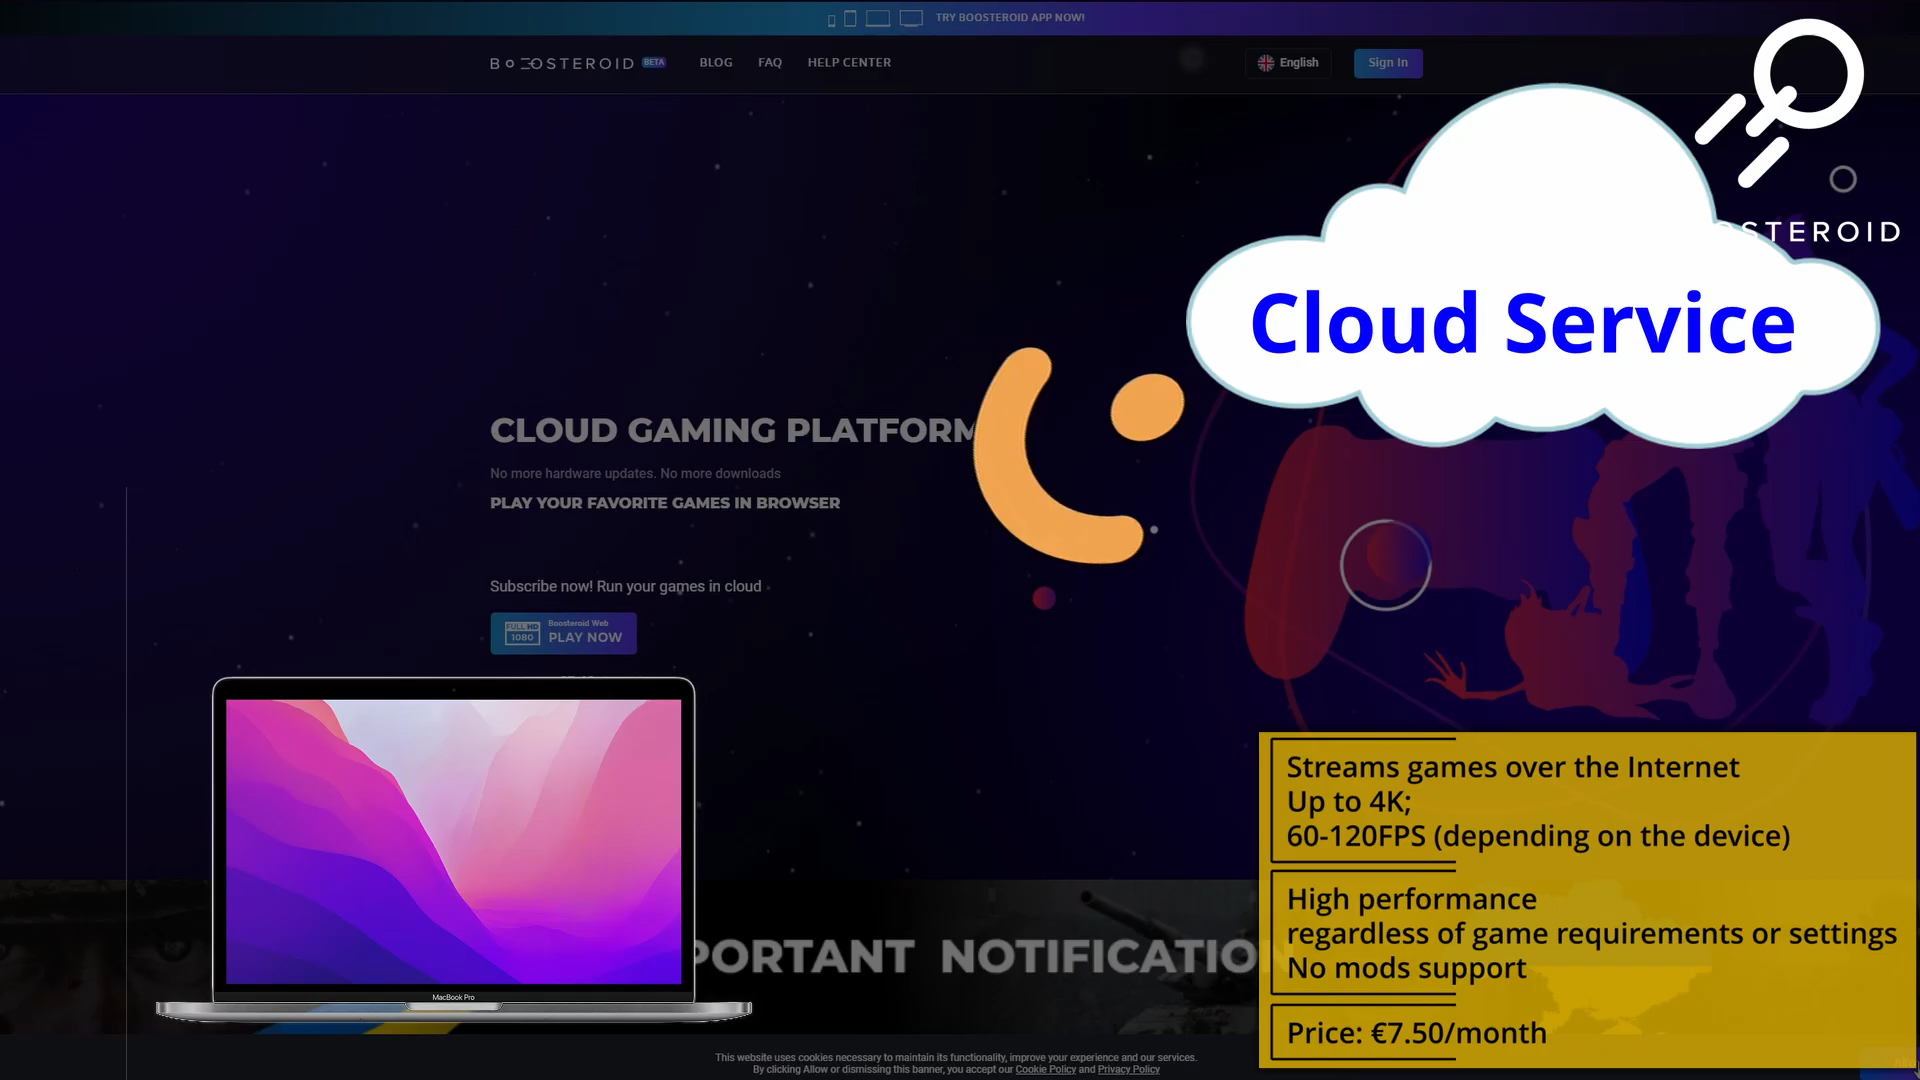 TRY BOOSTEROID APP NOW!
BOOSTEROID BETA
BLOG
FAQ
HELP CENTER
English
Sign In
OSTEROID
Cloud Service
CLOUD GAMING PLATFORM
No more hardware updates. No more downloads
PLAY YOUR FAVORITE GAMES IN BROWSER
Subscribe now! Run your games in cloud
FULL HD
1080
Boosteroid Web
PLAY NOW
MacBook Pro
PORTANT NOTIFICATION
Streams games over the Internet
Up to 4K;
60-120FPS (depending on the device)
High performance
regardless of game requirements or settings
No mods support
Price: €7.50/month
This website uses cookies necessary to maintain its functionality, improve your experience and our services.
By clicking Allow or dismissing this banner, you accept our Cookie Policy and Privacy Policy